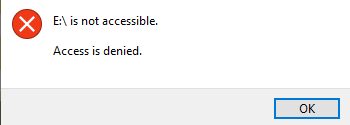 E:\ is not accessible.
Access is denied.
OK